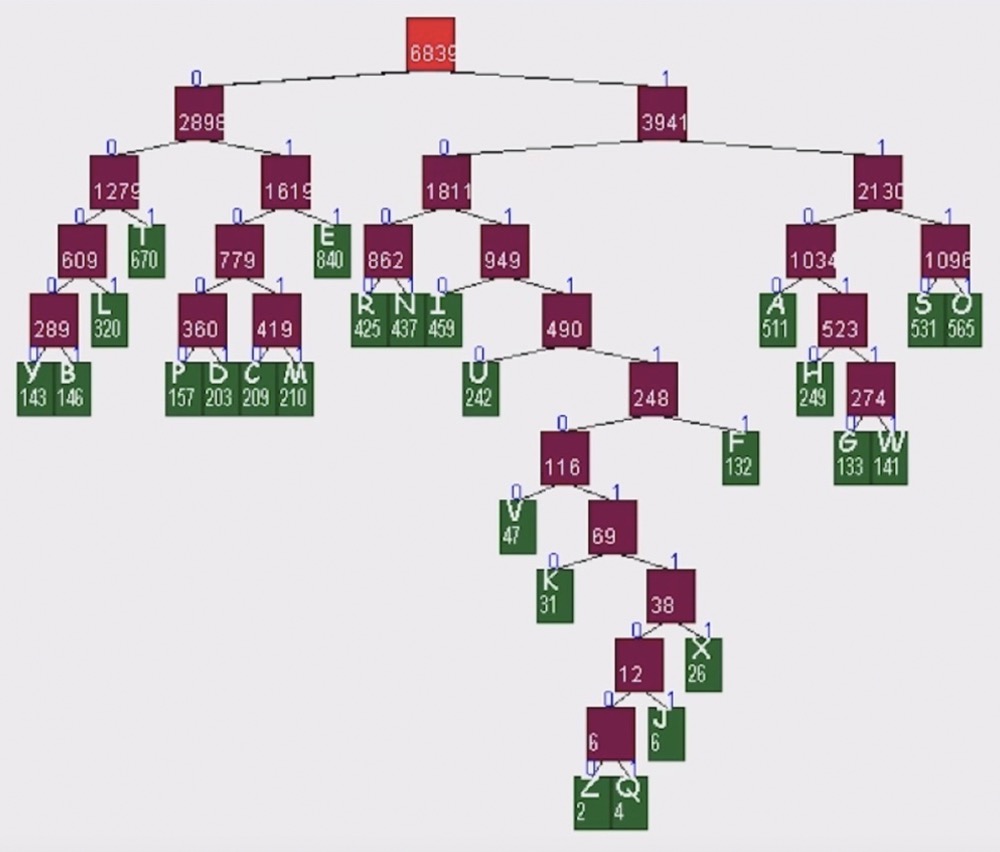 6839
0 1
2898 3941
0 1 0 1
1279 1619 1811 2130
0 1 0 1 0 1 0 1
609 T 670 779 E 840 862 949 1034 1096
0 1 0 1 0 1 0 1 0 1 0 1
289 L 320 360 419 R 425 N 437 I 459 490 A 511 523 S 531 O 565
0 1 0 1 0 1 0 1 0 1
Y 143 B 146 P 157 D 203 C 209 M 210 U 242 248 H 249 274
0 1 0 1
116 F 132 G 133 W 141
0 1
V 47 69
0 1
K 31 38
0 1
12 X 26
0 1
6 J 6
0 1
Z 2 Q 4